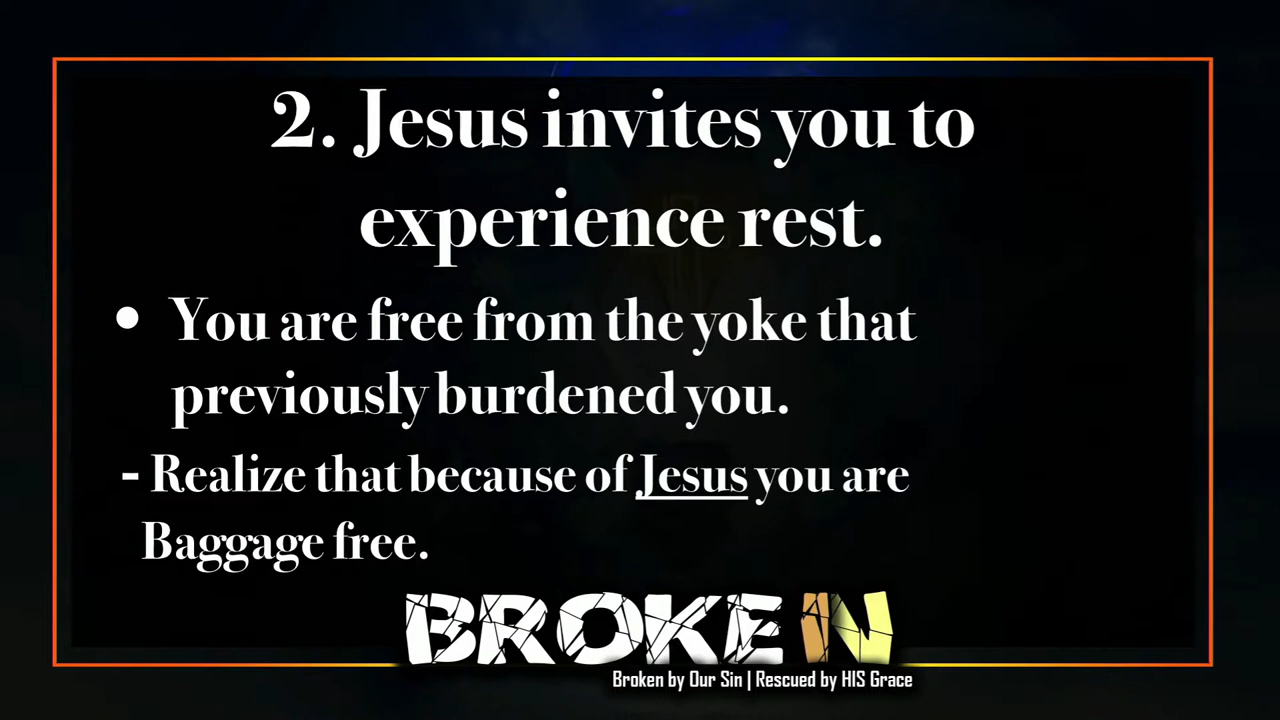 2. Jesus invites you to
experience rest.
• You are free from the yoke that
previously burdened you.
- Realize that because of Jesus you are
Baggage free.
BROKEN
Broken by Our Sin | Rescued by HIS Grace